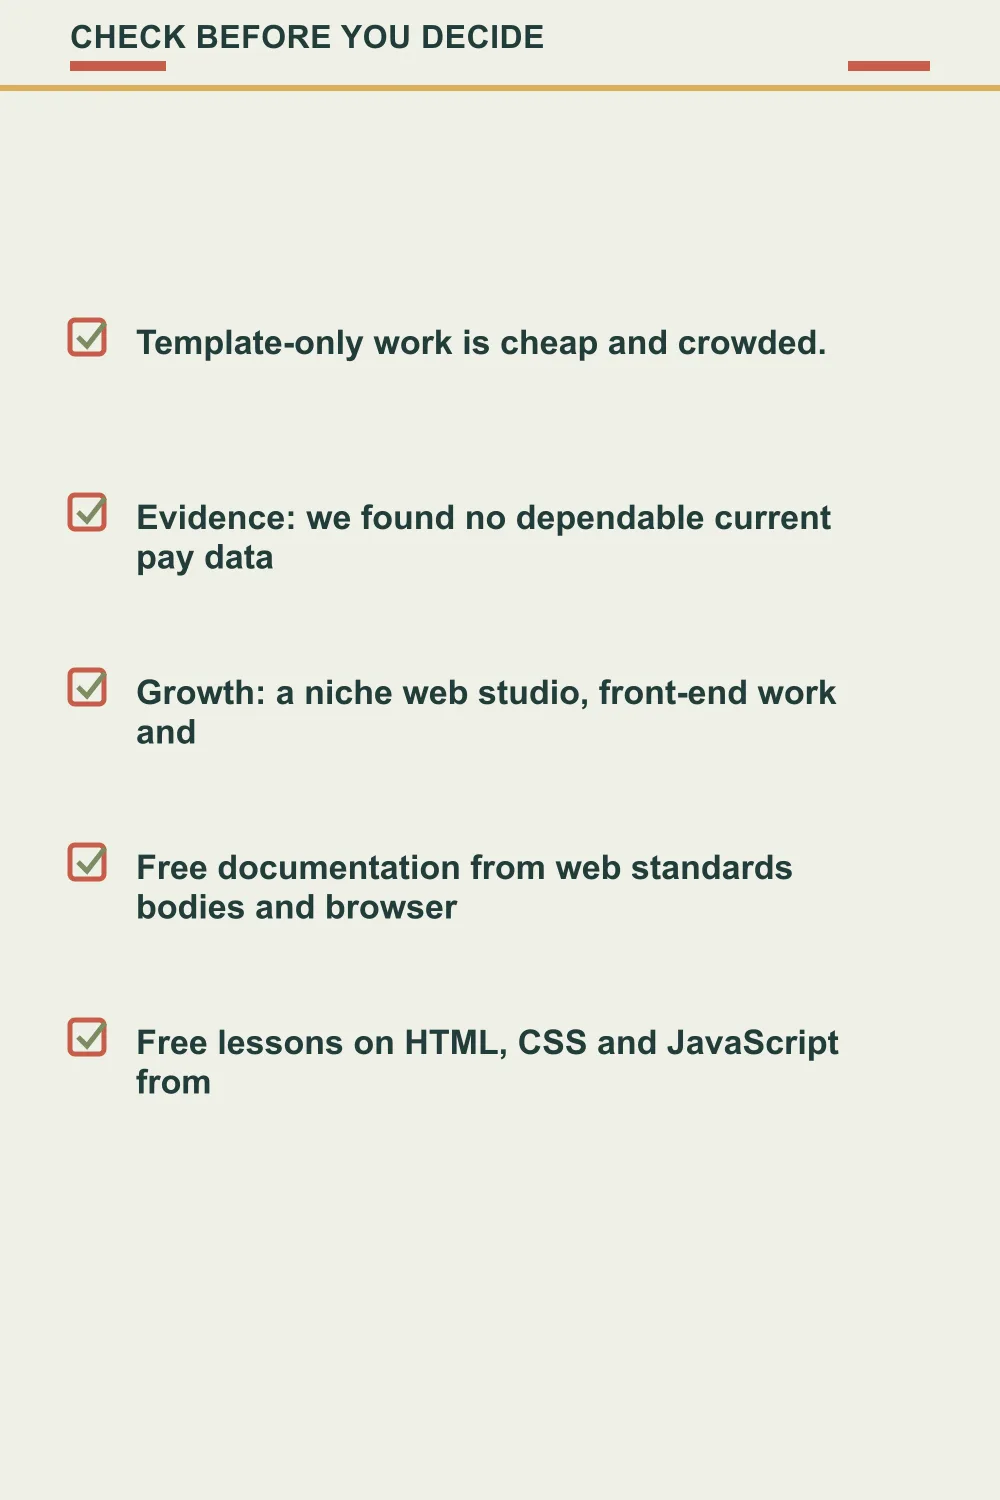 CHECK BEFORE YOU DECIDE
Template-only work is cheap and crowded.
Evidence: we found no dependable current
pay data
Growth: a niche web studio, front-end work
and
Free documentation from web standards
bodies and browser
Free lessons on HTML, CSS and JavaScript
from